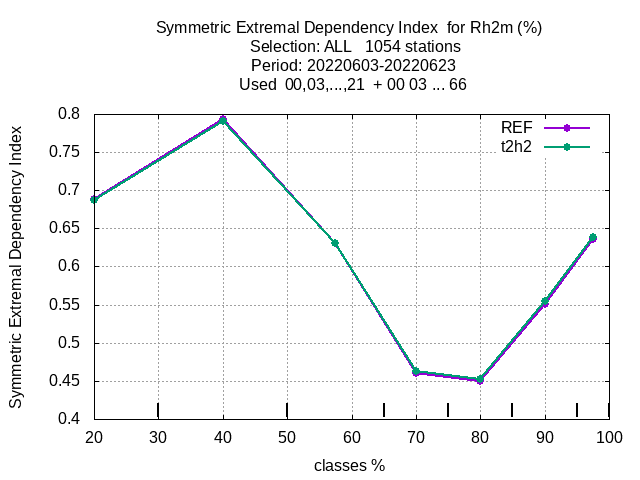 Symmetric Extremal Dependency Index  for Rh2m (%)
Selection: ALL   1054 stations
Period: 20220603-20220623
Used  00,03,...,21  + 00 03 ... 66
Symmetric Extremal Dependency Index
0.8
0.75
0.7
0.65
0.6
0.55
0.5
0.45
0.4
REF
t2h2
20 30 40 50 60 70 80 90 100
classes %